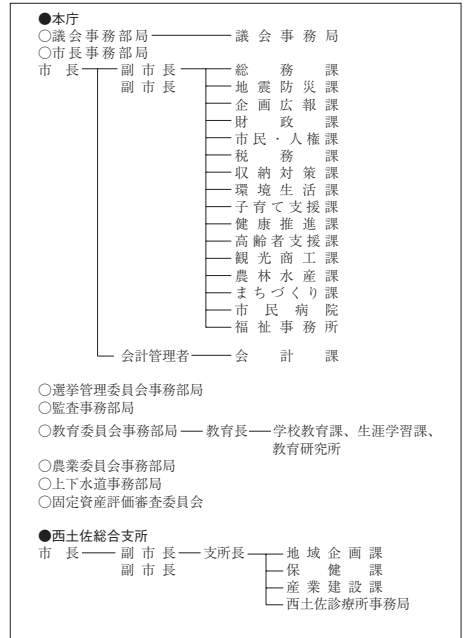 ●本庁
○議会事務部局 議会事務局
○市長事務部局
市長 副市長 総務課
副市長 地震防災課
企画広報課
財政課
市民・人権課
税務課
収納対策課
環境生活課
子育て支援課
健康推進課
高齢者支援課
観光商工課
農林水産課
まちづくり課
市民病院
福祉事務所
会計管理者 会計課
○選挙管理委員会事務部局
○監査事務部局
○教育委員会事務部局 教育長 学校教育課、生涯学習課、
教育研究所
○農業委員会事務部局
○上下水道事務部局
○固定資産評価審査委員会
●西土佐総合支所
市長 副市長 支所長 地域企画課
副市長 保健課
産業建設課
西土佐診療所事務局